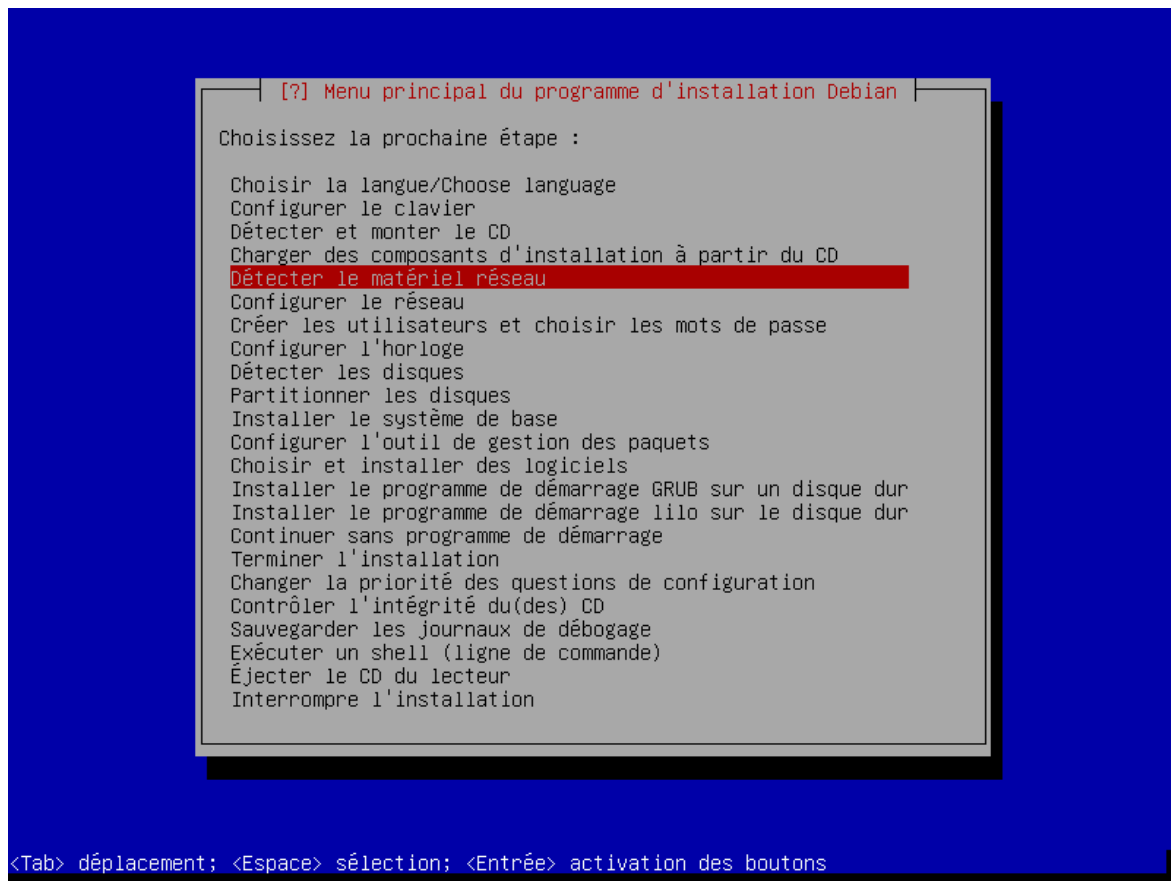 [?] Menu principal du programme d'installation Debian
Choisissez la prochaine étape :
Choisir la langue/Choose language
Configurer le clavier
Détecter et monter le CD
Charger des composants d'installation à partir du CD
Détecter le matériel réseau
Configurer le réseau
Créer les utilisateurs et choisir les mots de passe
Configurer l'horloge
Détecter les disques
Partitionner les disques
Installer le système de base
Configurer l'outil de gestion des paquets
Choisir et installer des logiciels
Installer le programme de démarrage GRUB sur un disque dur
Installer le programme de démarrage lilo sur le disque dur
Continuer sans programme de démarrage
Terminer l'installation
Changer la priorité des questions de configuration
Contrôler l'intégrité du(des) CD
Sauvegarder les journaux de débogage
Exécuter un shell (ligne de commande)
Éjecter le CD du lecteur
Interrompre l'installation
<Tab> déplacement; <Espace> sélection; <Entrée> activation des boutons